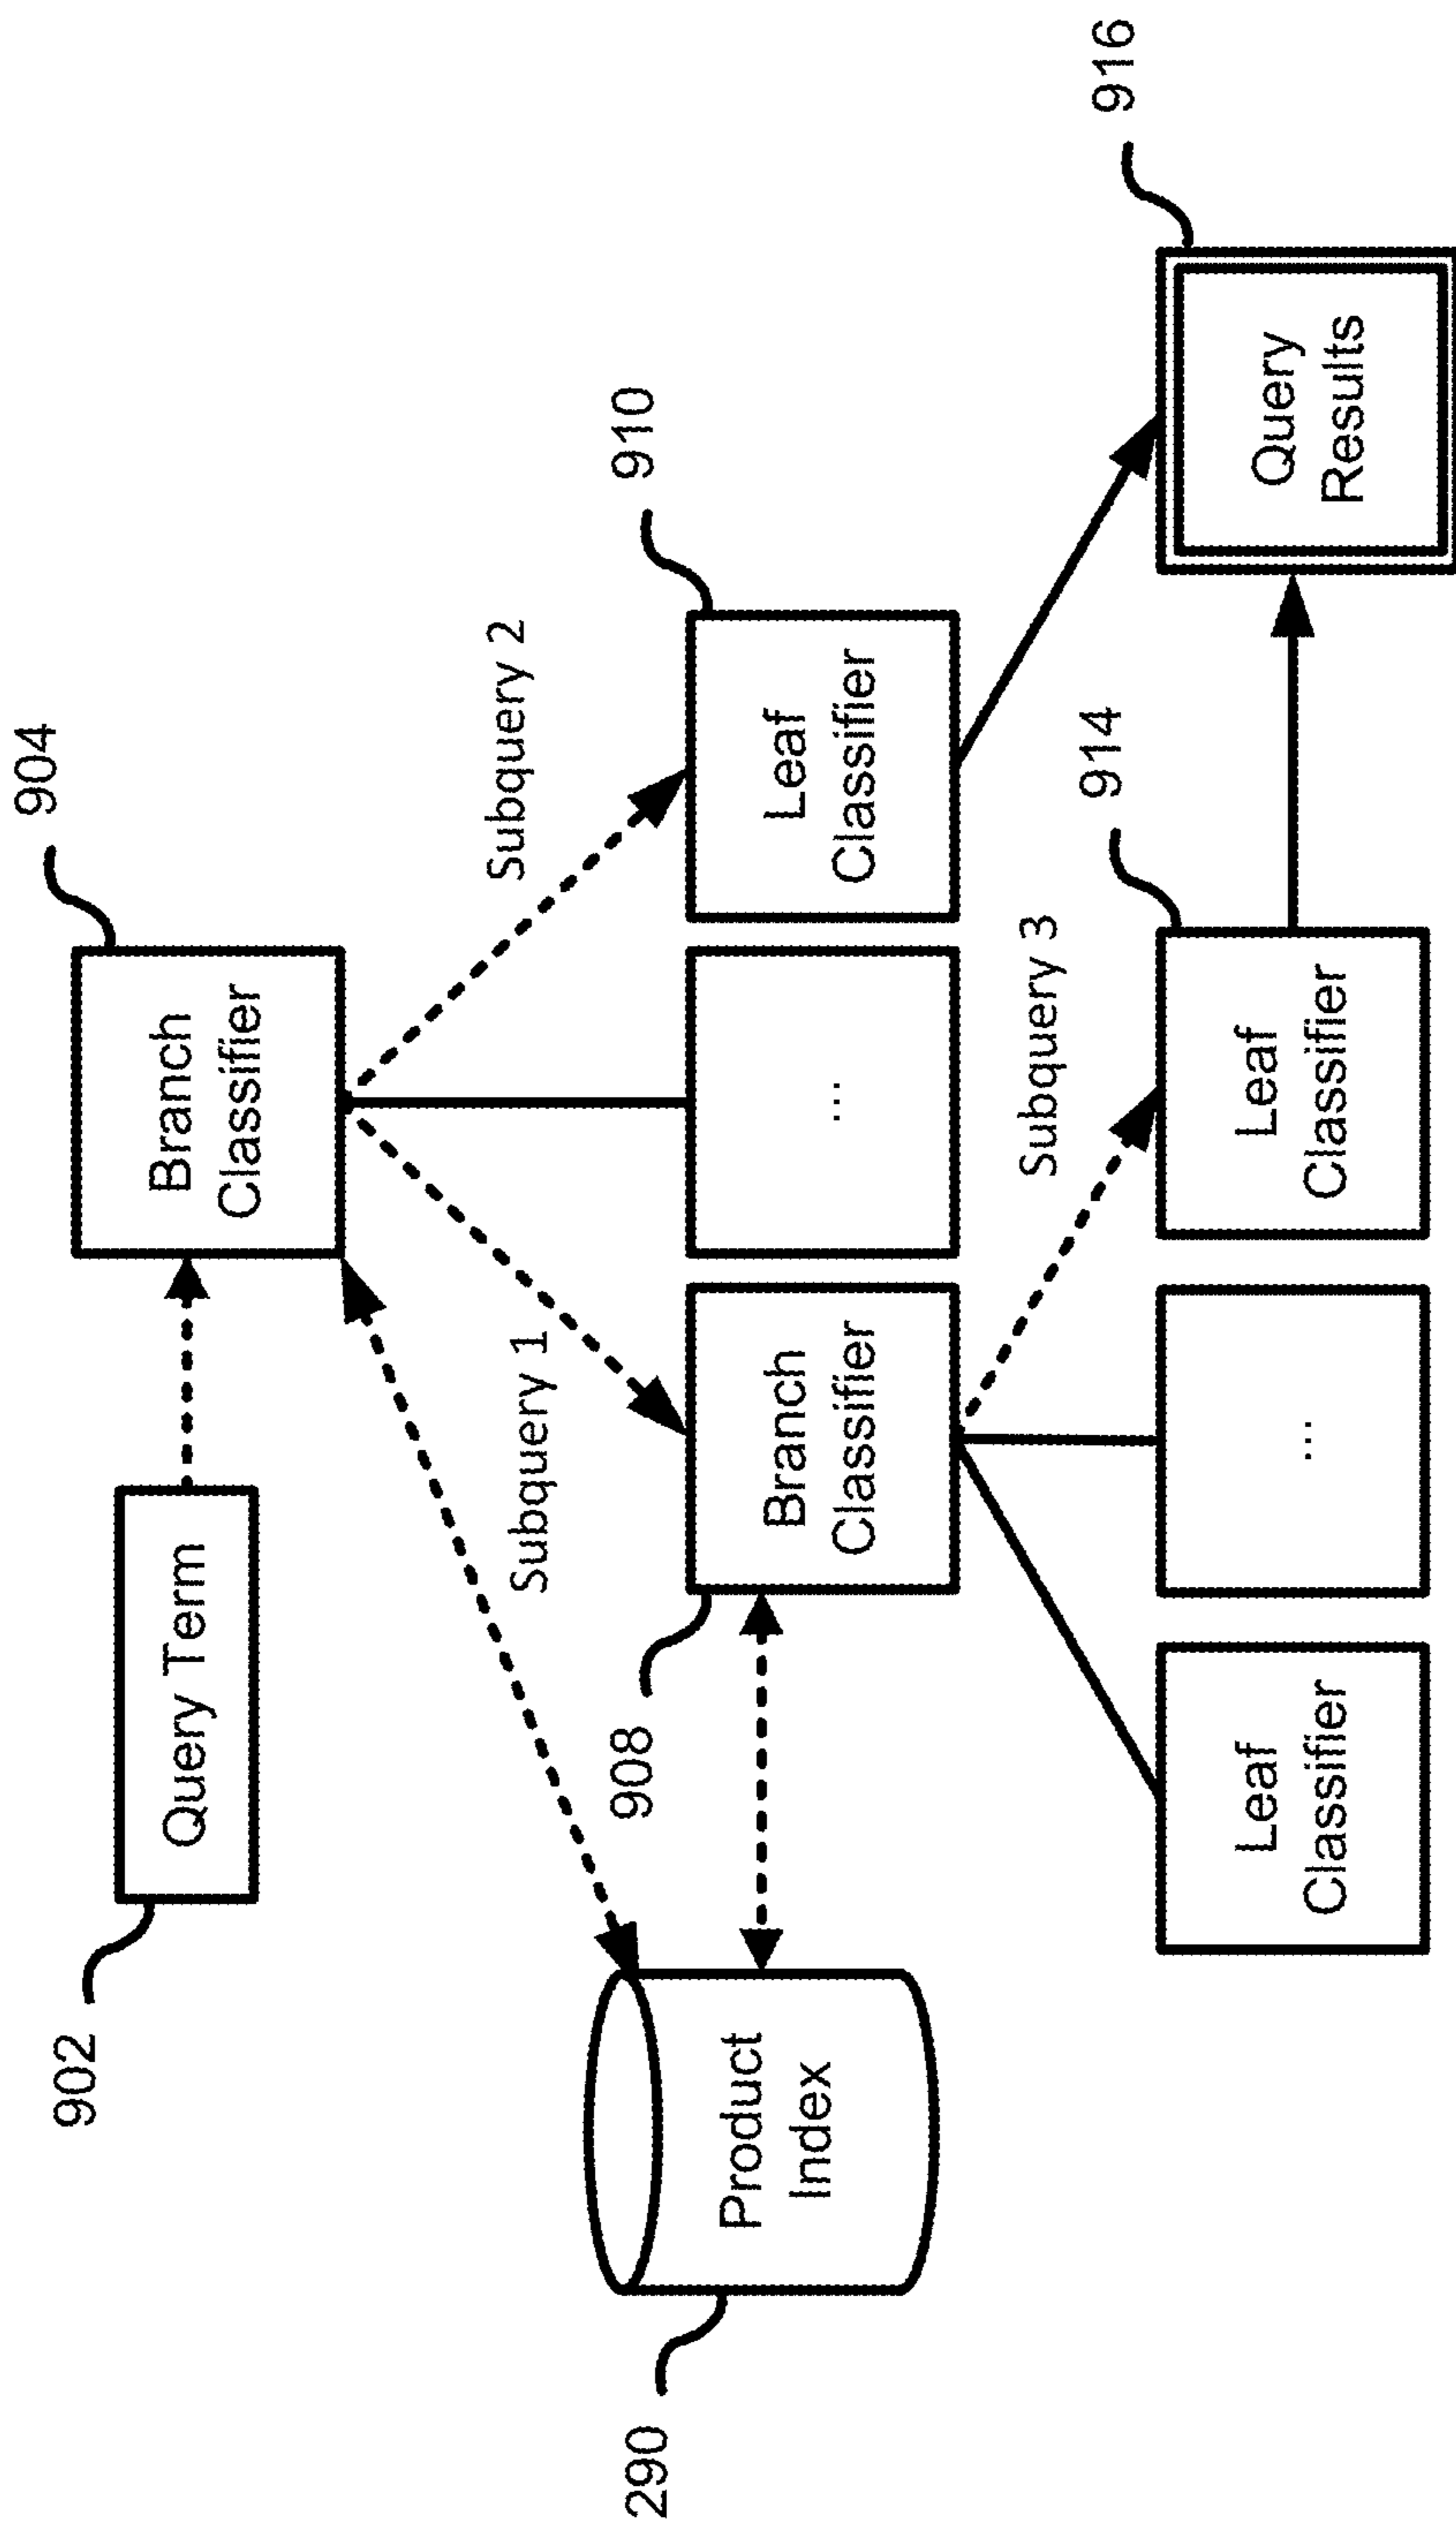 904
902
Query Term
Branch
Classifier
Subquery 1
Subquery 2
290
Product
Index
908
Branch
Classifier
...
910
Leaf
Classifier
Subquery 3
914
916
Leaf
Classifier
...
Leaf
Classifier
Query
Results